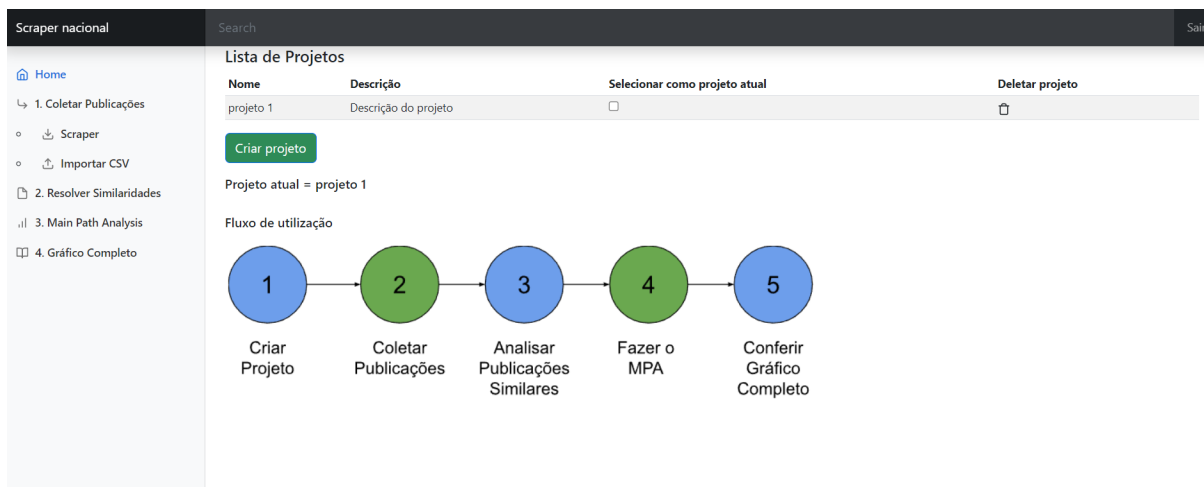 Scraper nacional Search Sair
Lista de Projetos
Home
Nome Descrição Selecionar como projeto atual Deletar projeto
1. Coletar Publicações
projeto 1 Descrição do projeto
Scraper
Criar projeto
Importar CSV
Projeto atual = projeto 1
2. Resolver Similaridades
3. Main Path Analysis
Fluxo de utilização
4. Gráfico Completo
1 2 3 4 5
Criar Coletar Analisar Fazer o Conferir
Projeto Publicações Publicações MPA Gráfico
Similares Completo